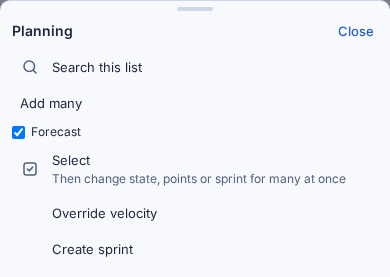 Planning
Close
Search this list
Add many
Forecast
Select
Then change state, points or sprint for many at once
Override velocity
Create sprint